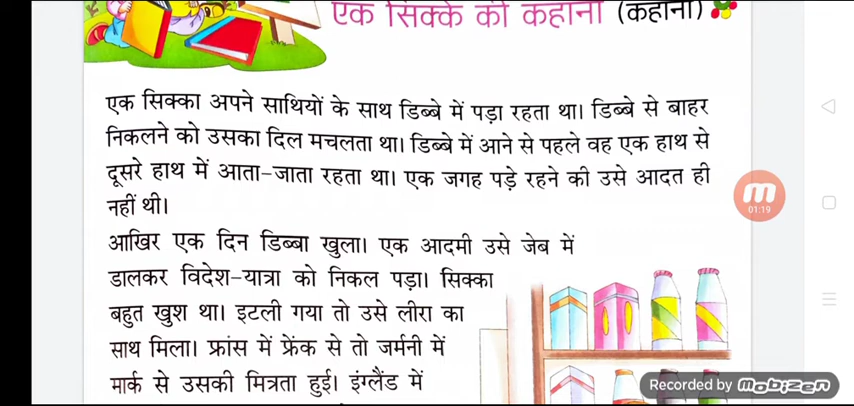 एक सिक्के की कहानी (कहानी)
एक सिक्का अपने साथियों के साथ डिब्बे में पड़ा रहता था। डिब्बे से बाहर
निकलने को उसका दिल मचलता था। डिब्बे में आने से पहले वह एक हाथ से
दूसरे हाथ में आता-जाता रहता था। एक जगह पड़े रहने की उसे आदत ही
नहीं थी।
01:19
आखिर एक दिन डिब्बा खुला। एक आदमी उसे जेब में
डालकर विदेश-यात्रा को निकल पड़ा। सिक्का
बहुत खुश था। इटली गया तो उसे लीरा का
साथ मिला। फ्रांस में फ्रेंक से तो जर्मनी में
मार्क से उसकी मित्रता हुई। इंग्लैंड में
Recorded by mobizen